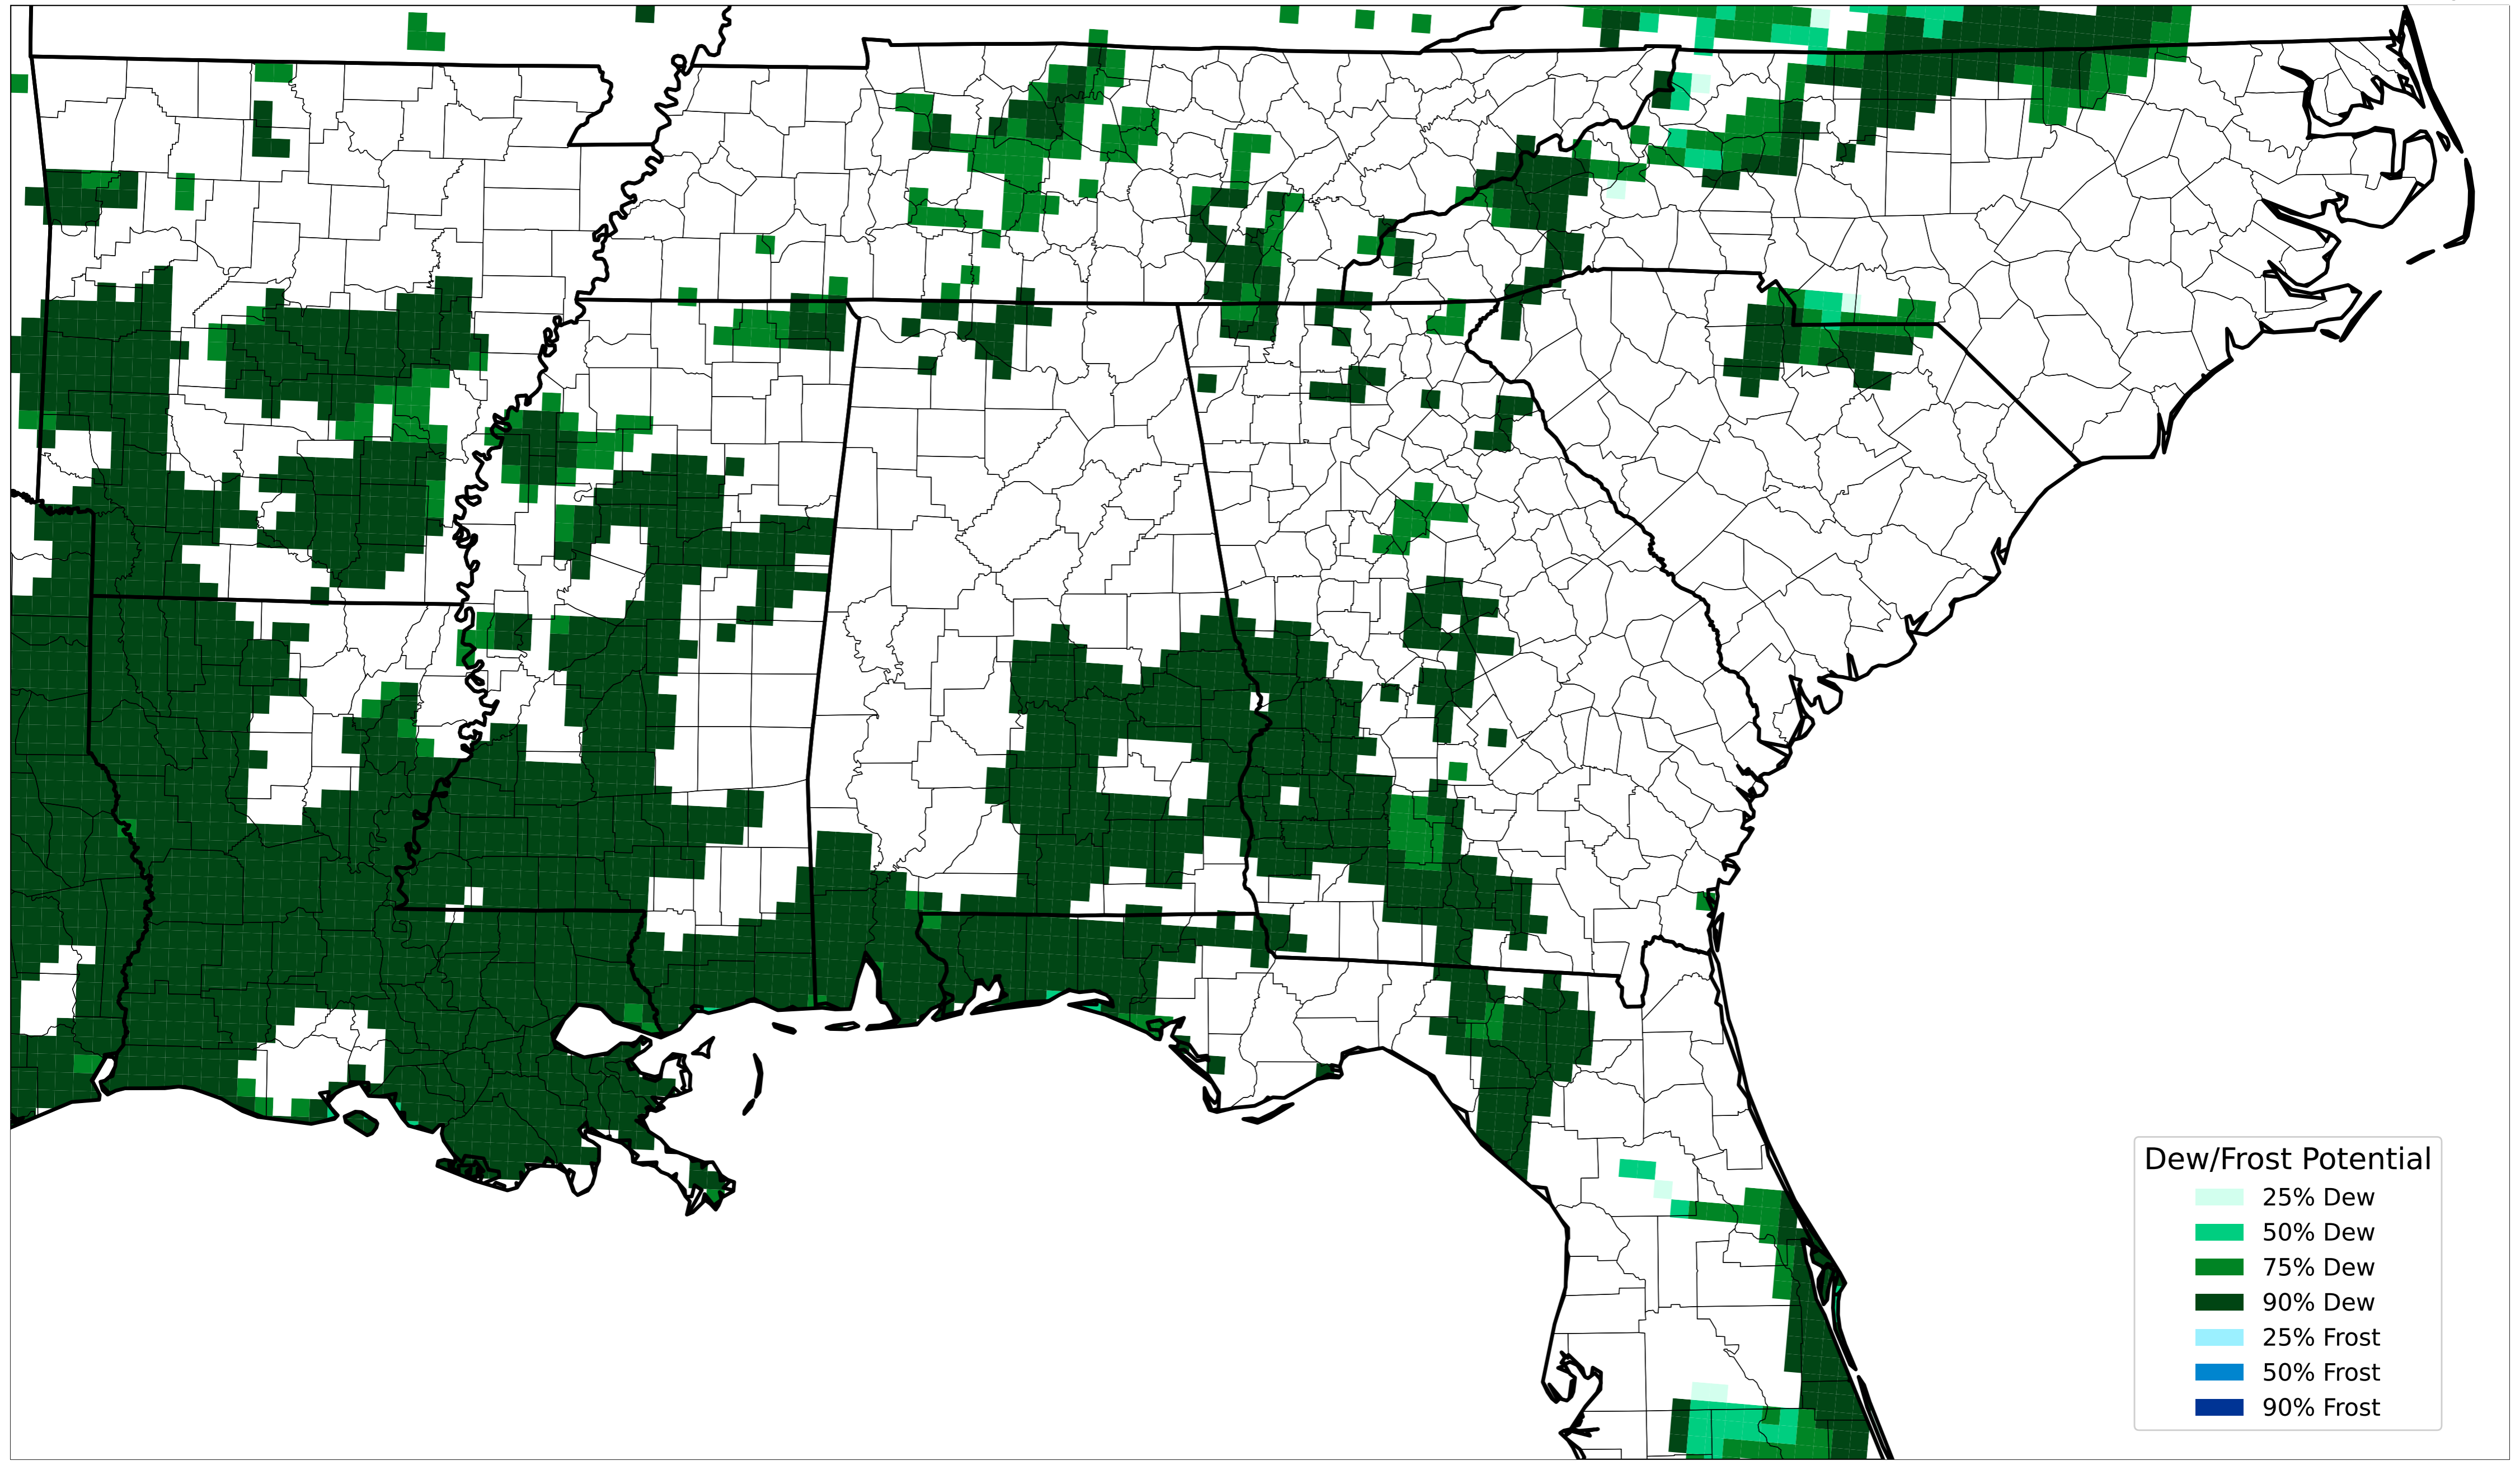 Dew/Frost Potential
25% Dew
50% Dew
75% Dew
90% Dew
25% Frost
50% Frost
90% Frost